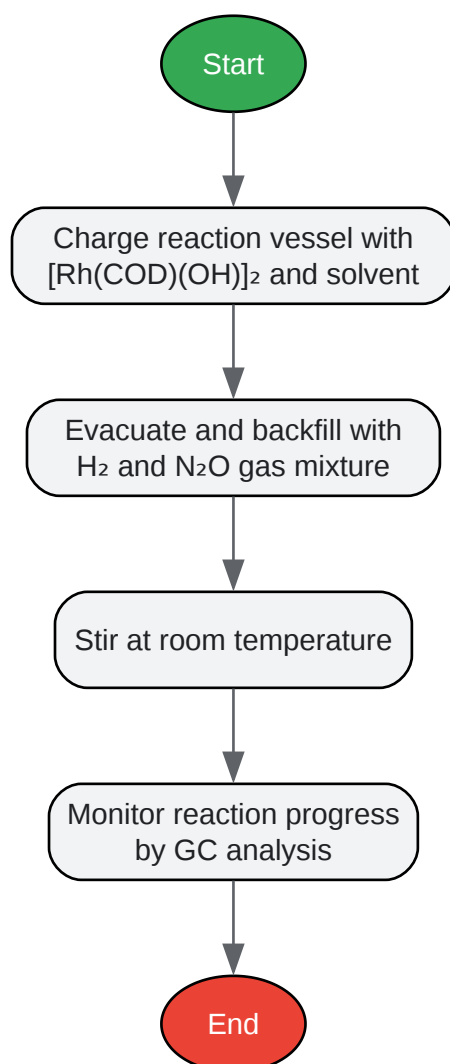 Start
Charge reaction vessel with
[Rh(COD)(OH)]₂ and solvent
Evacuate and backfill with
H₂ and N₂O gas mixture
Stir at room temperature
Monitor reaction progress
by GC analysis
End